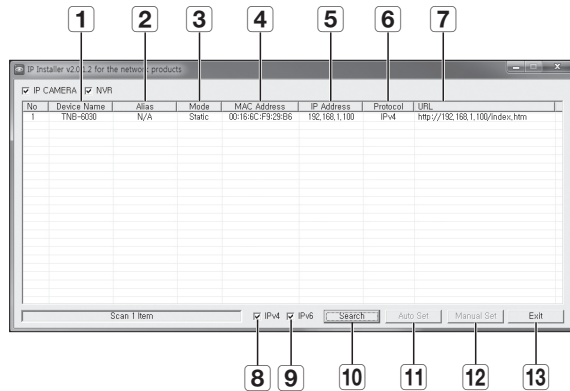 1 2 3 4 5 6 7
IP Installer v2.0.1.2 for the network products
IP CAMERA NVR
No Device Name Alias Mode MAC Address IP Address Protocol URL
1 TNB-6030 N/A Static 00:16:6C:F9:29:B6 192,168,1,100 IPv4 http://192,168,1,100/index,htm
Scan 1 Item IPv4 IPv6 Search Auto Set Manual Set Exit
8 9 10 11 12 13